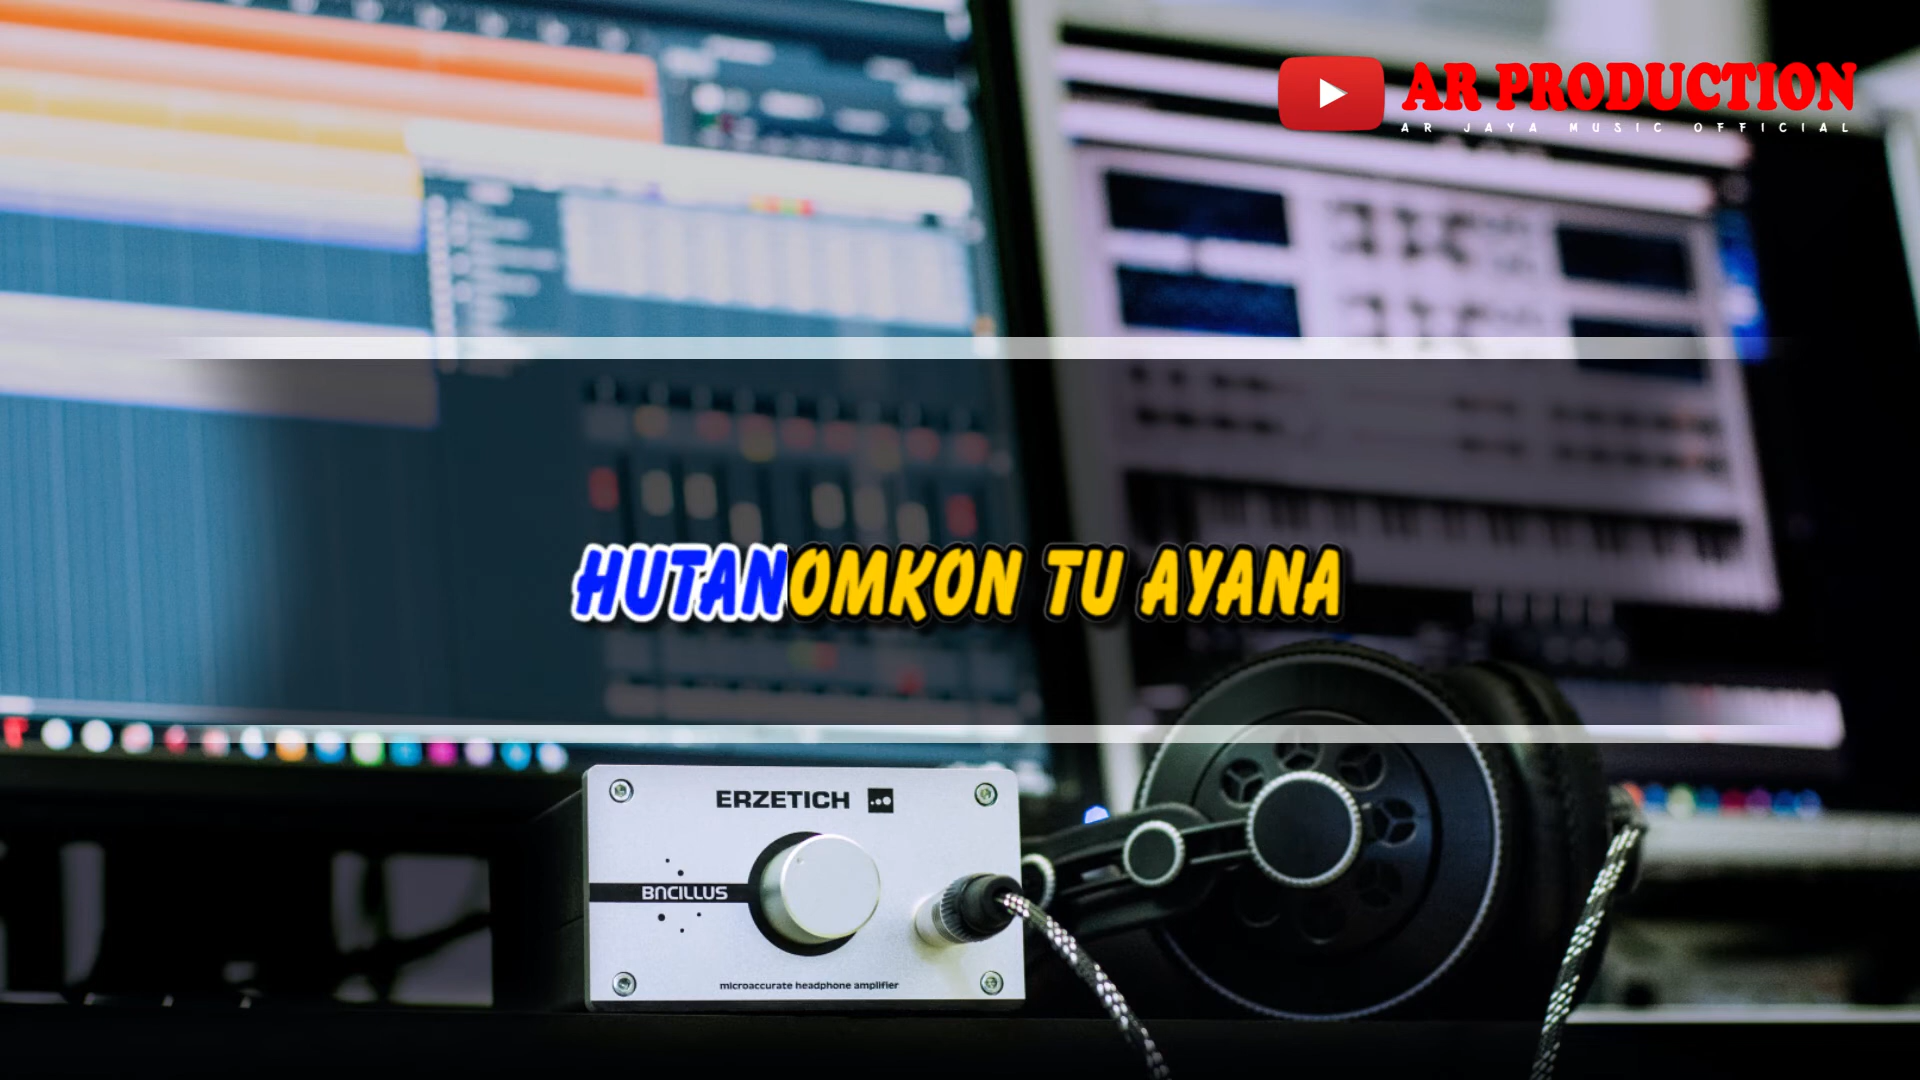 AR PRODUCTION
AR JAYA MUSIC OFFICIAL
HUTANOMKON TU AYANA
ERZETICH
BACILLUS
microaccurate headphone amplifier